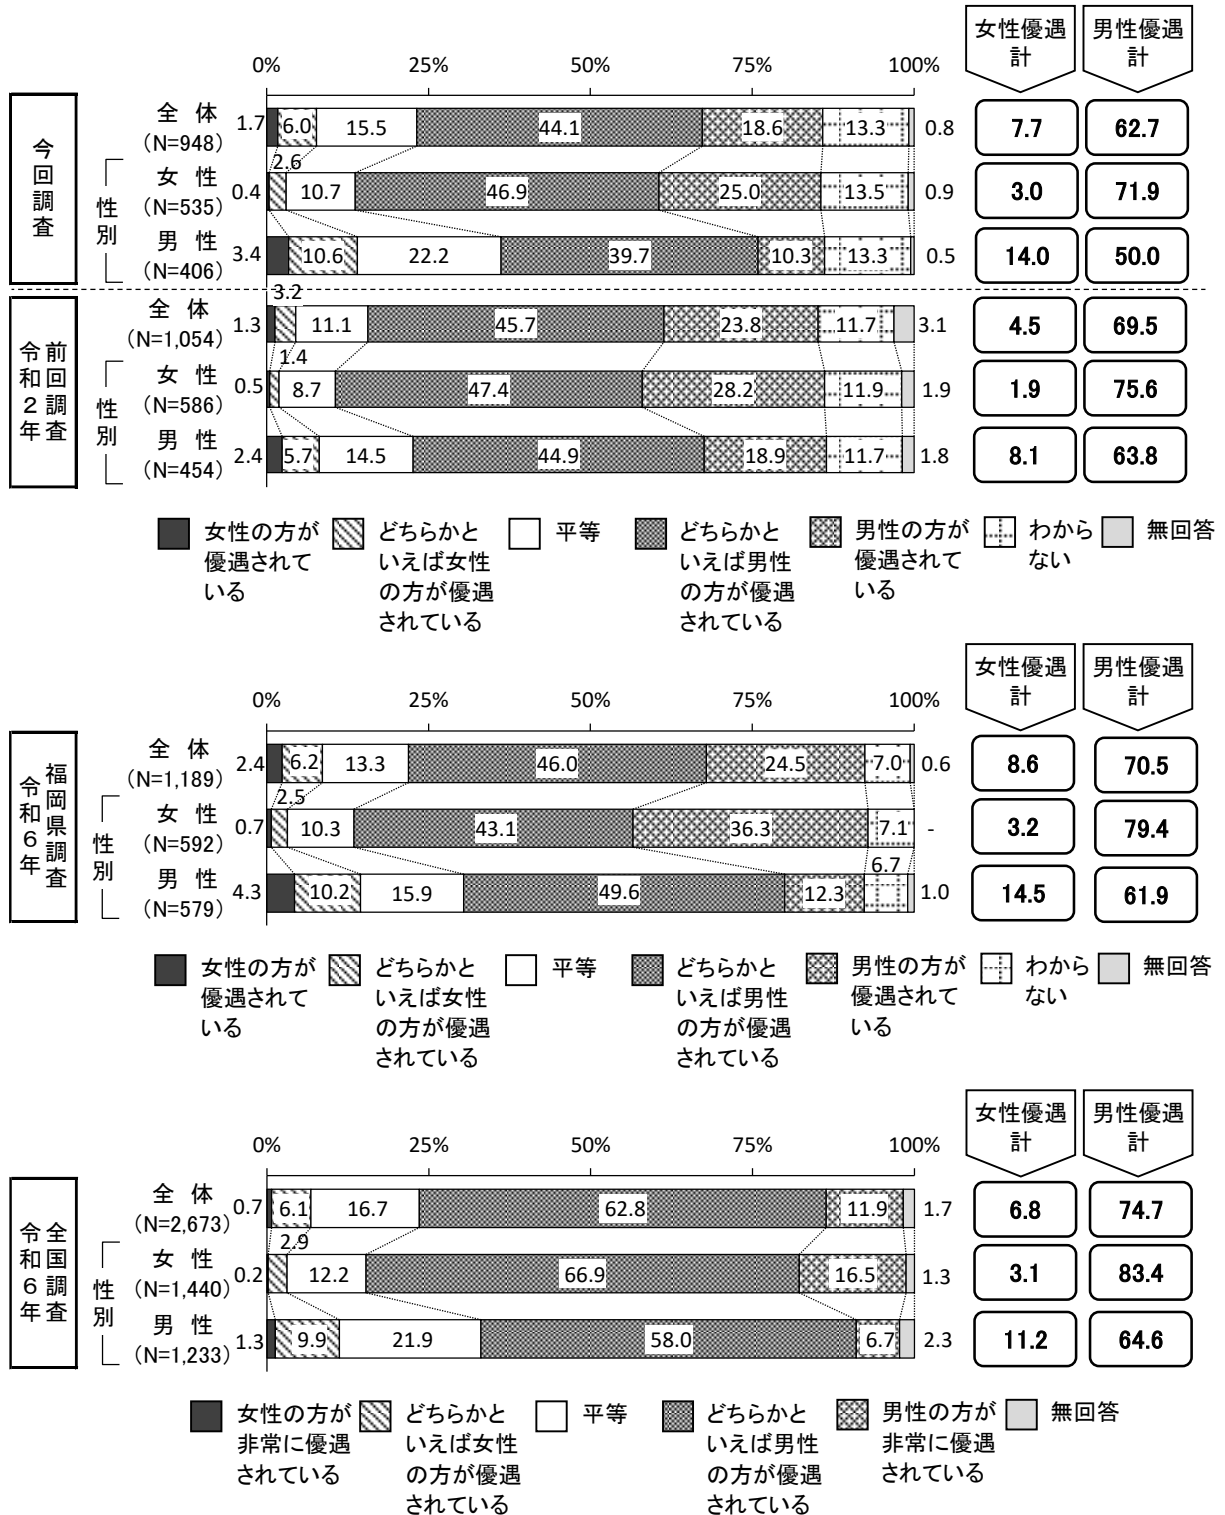 女性優遇
計
男性優遇
計
0%
25%
50%
75%
100%
今回調査
全 体
(N=948)
1.7
6.0
15.5
44.1
18.6
13.3
0.8
7.7
62.7
性別
女 性
(N=535)
0.4
2.6
10.7
46.9
25.0
13.5
0.9
3.0
71.9
男 性
(N=406)
3.4
10.6
22.2
39.7
10.3
13.3
0.5
14.0
50.0
前回調査
令和2年
全 体
(N=1,054)
1.3
3.2
11.1
45.7
23.8
11.7
3.1
4.5
69.5
性別
女 性
(N=586)
0.5
1.4
8.7
47.4
28.2
11.9
1.9
1.9
75.6
男 性
(N=454)
2.4
5.7
14.5
44.9
18.9
11.7
1.8
8.1
63.8
女性の方が
優遇されて
いる
どちらかと
いえば女性
の方が優遇
されている
平等
どちらかと
いえば男性
の方が優遇
されている
男性の方が
優遇されて
いる
わから
ない
無回答
女性優遇
計
男性優遇
計
0%
25%
50%
75%
100%
福岡県調査
令和6年
全 体
(N=1,189)
2.4
6.2
13.3
46.0
24.5
7.0
0.6
8.6
70.5
性別
女 性
(N=592)
0.7
2.5
10.3
43.1
36.3
7.1
-
3.2
79.4
男 性
(N=579)
4.3
10.2
15.9
49.6
12.3
6.7
1.0
14.5
61.9
女性の方が
優遇されて
いる
どちらかと
いえば女性
の方が優遇
されている
平等
どちらかと
いえば男性
の方が優遇
されている
男性の方が
優遇されて
いる
わから
ない
無回答
女性優遇
計
男性優遇
計
0%
25%
50%
75%
100%
全国調査
令和6年
全 体
(N=2,673)
0.7
6.1
16.7
62.8
11.9
1.7
6.8
74.7
性別
女 性
(N=1,440)
0.2
2.9
12.2
66.9
16.5
1.3
3.1
83.4
男 性
(N=1,233)
1.3
9.9
21.9
58.0
6.7
2.3
11.2
64.6
女性の方が
非常に優遇
されている
どちらかと
いえば女性
の方が優遇
されている
平等
どちらかと
いえば男性
の方が優遇
されている
男性の方が
非常に優遇
されている
無回答